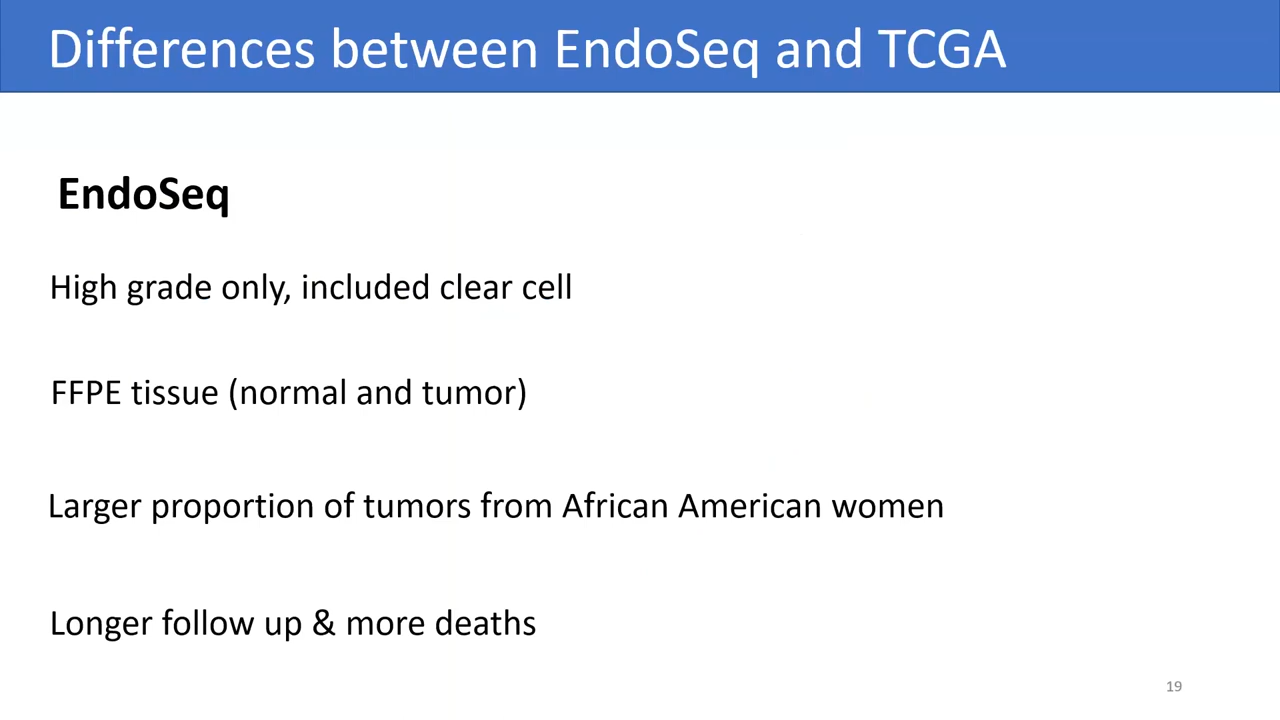 Differences between EndoSeq and TCGA
EndoSeq
High grade only, included clear cell
FFPE tissue (normal and tumor)
Larger proportion of tumors from African American women
Longer follow up & more deaths
19